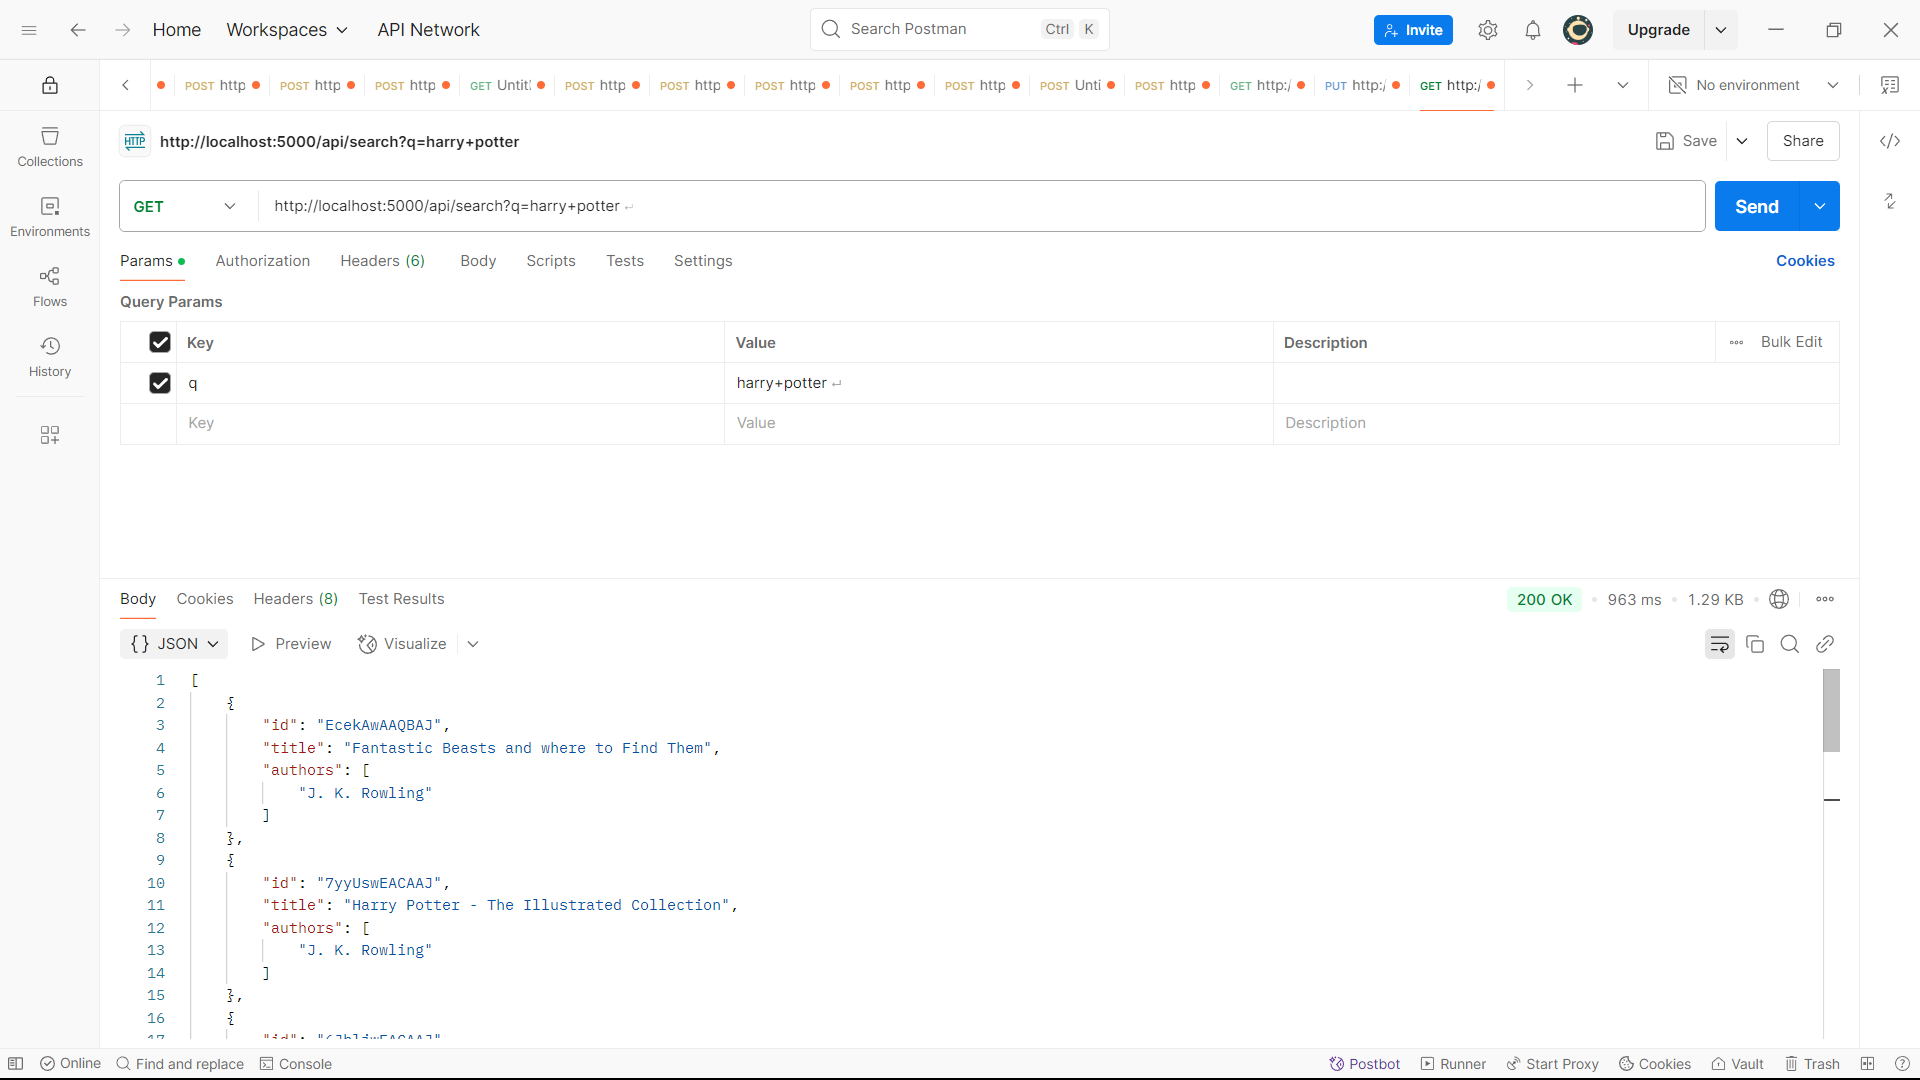 Home Workspaces API Network Search Postman Ctrl K Invite Upgrade
POST http POST http POST http GET Untit POST http POST http POST http POST http POST http POST Unti POST http GET http:/ PUT http:/ GET http:/ No environment
HTTP http://localhost:5000/api/search?q=harry+potter Save Share
Collections
GET http://localhost:5000/api/search?q=harry+potter Send
Environments
Params Authorization Headers (6) Body Scripts Tests Settings Cookies
Flows
Query Params
Key Value Description Bulk Edit
History
q harry+potter
Key Value Description
Body Cookies Headers (8) Test Results 200 OK 963 ms 1.29 KB
{} JSON Preview Visualize
1 [
2 {
3 "id": "EcekAwAAQBAJ",
4 "title": "Fantastic Beasts and where to Find Them",
5 "authors": [
6 "J. K. Rowling"
7 ]
8 },
9 {
10 "id": "7yyUswEACAAJ",
11 "title": "Harry Potter - The Illustrated Collection",
12 "authors": [
13 "J. K. Rowling"
14 ]
15 },
16 {
17 "id":
Online Find and replace Console Postbot Runner Start Proxy Cookies Vault Trash